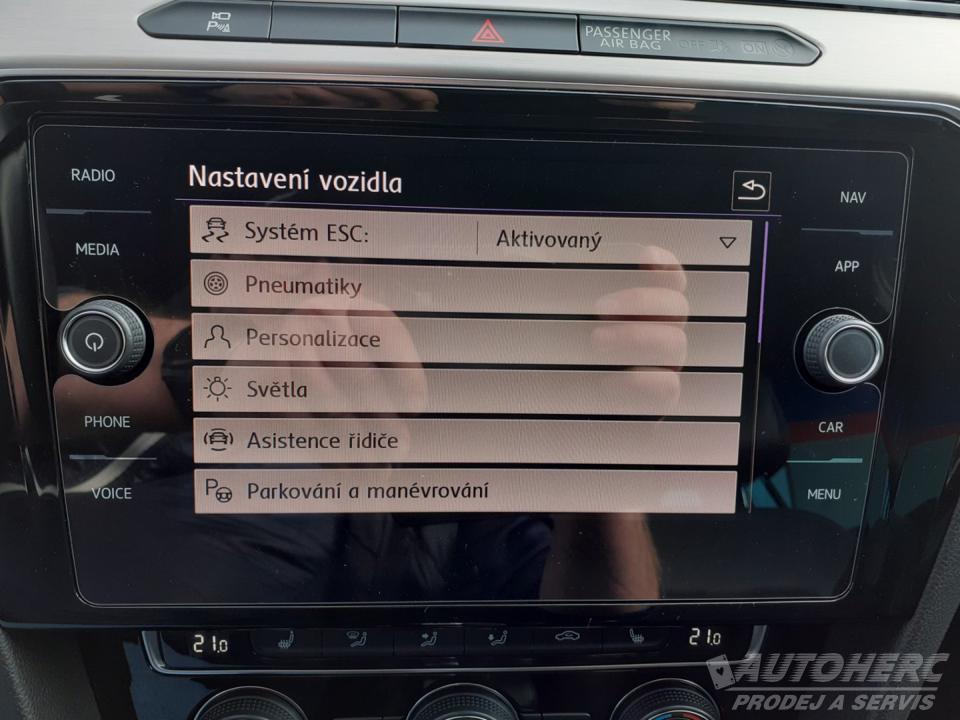 P
PASSENGER
AIR BAG OFF ON
RADIO
MEDIA
PHONE
VOICE
Nastavení vozidla
Systém ESC: Aktivovaný
Pneumatiky
Personalizace
Světla
Asistence řidiče
P Parkování a manévrování
NAV
APP
CAR
MENU
21.0
21.0
AUTOHERC
PRODEJ A SERVIS